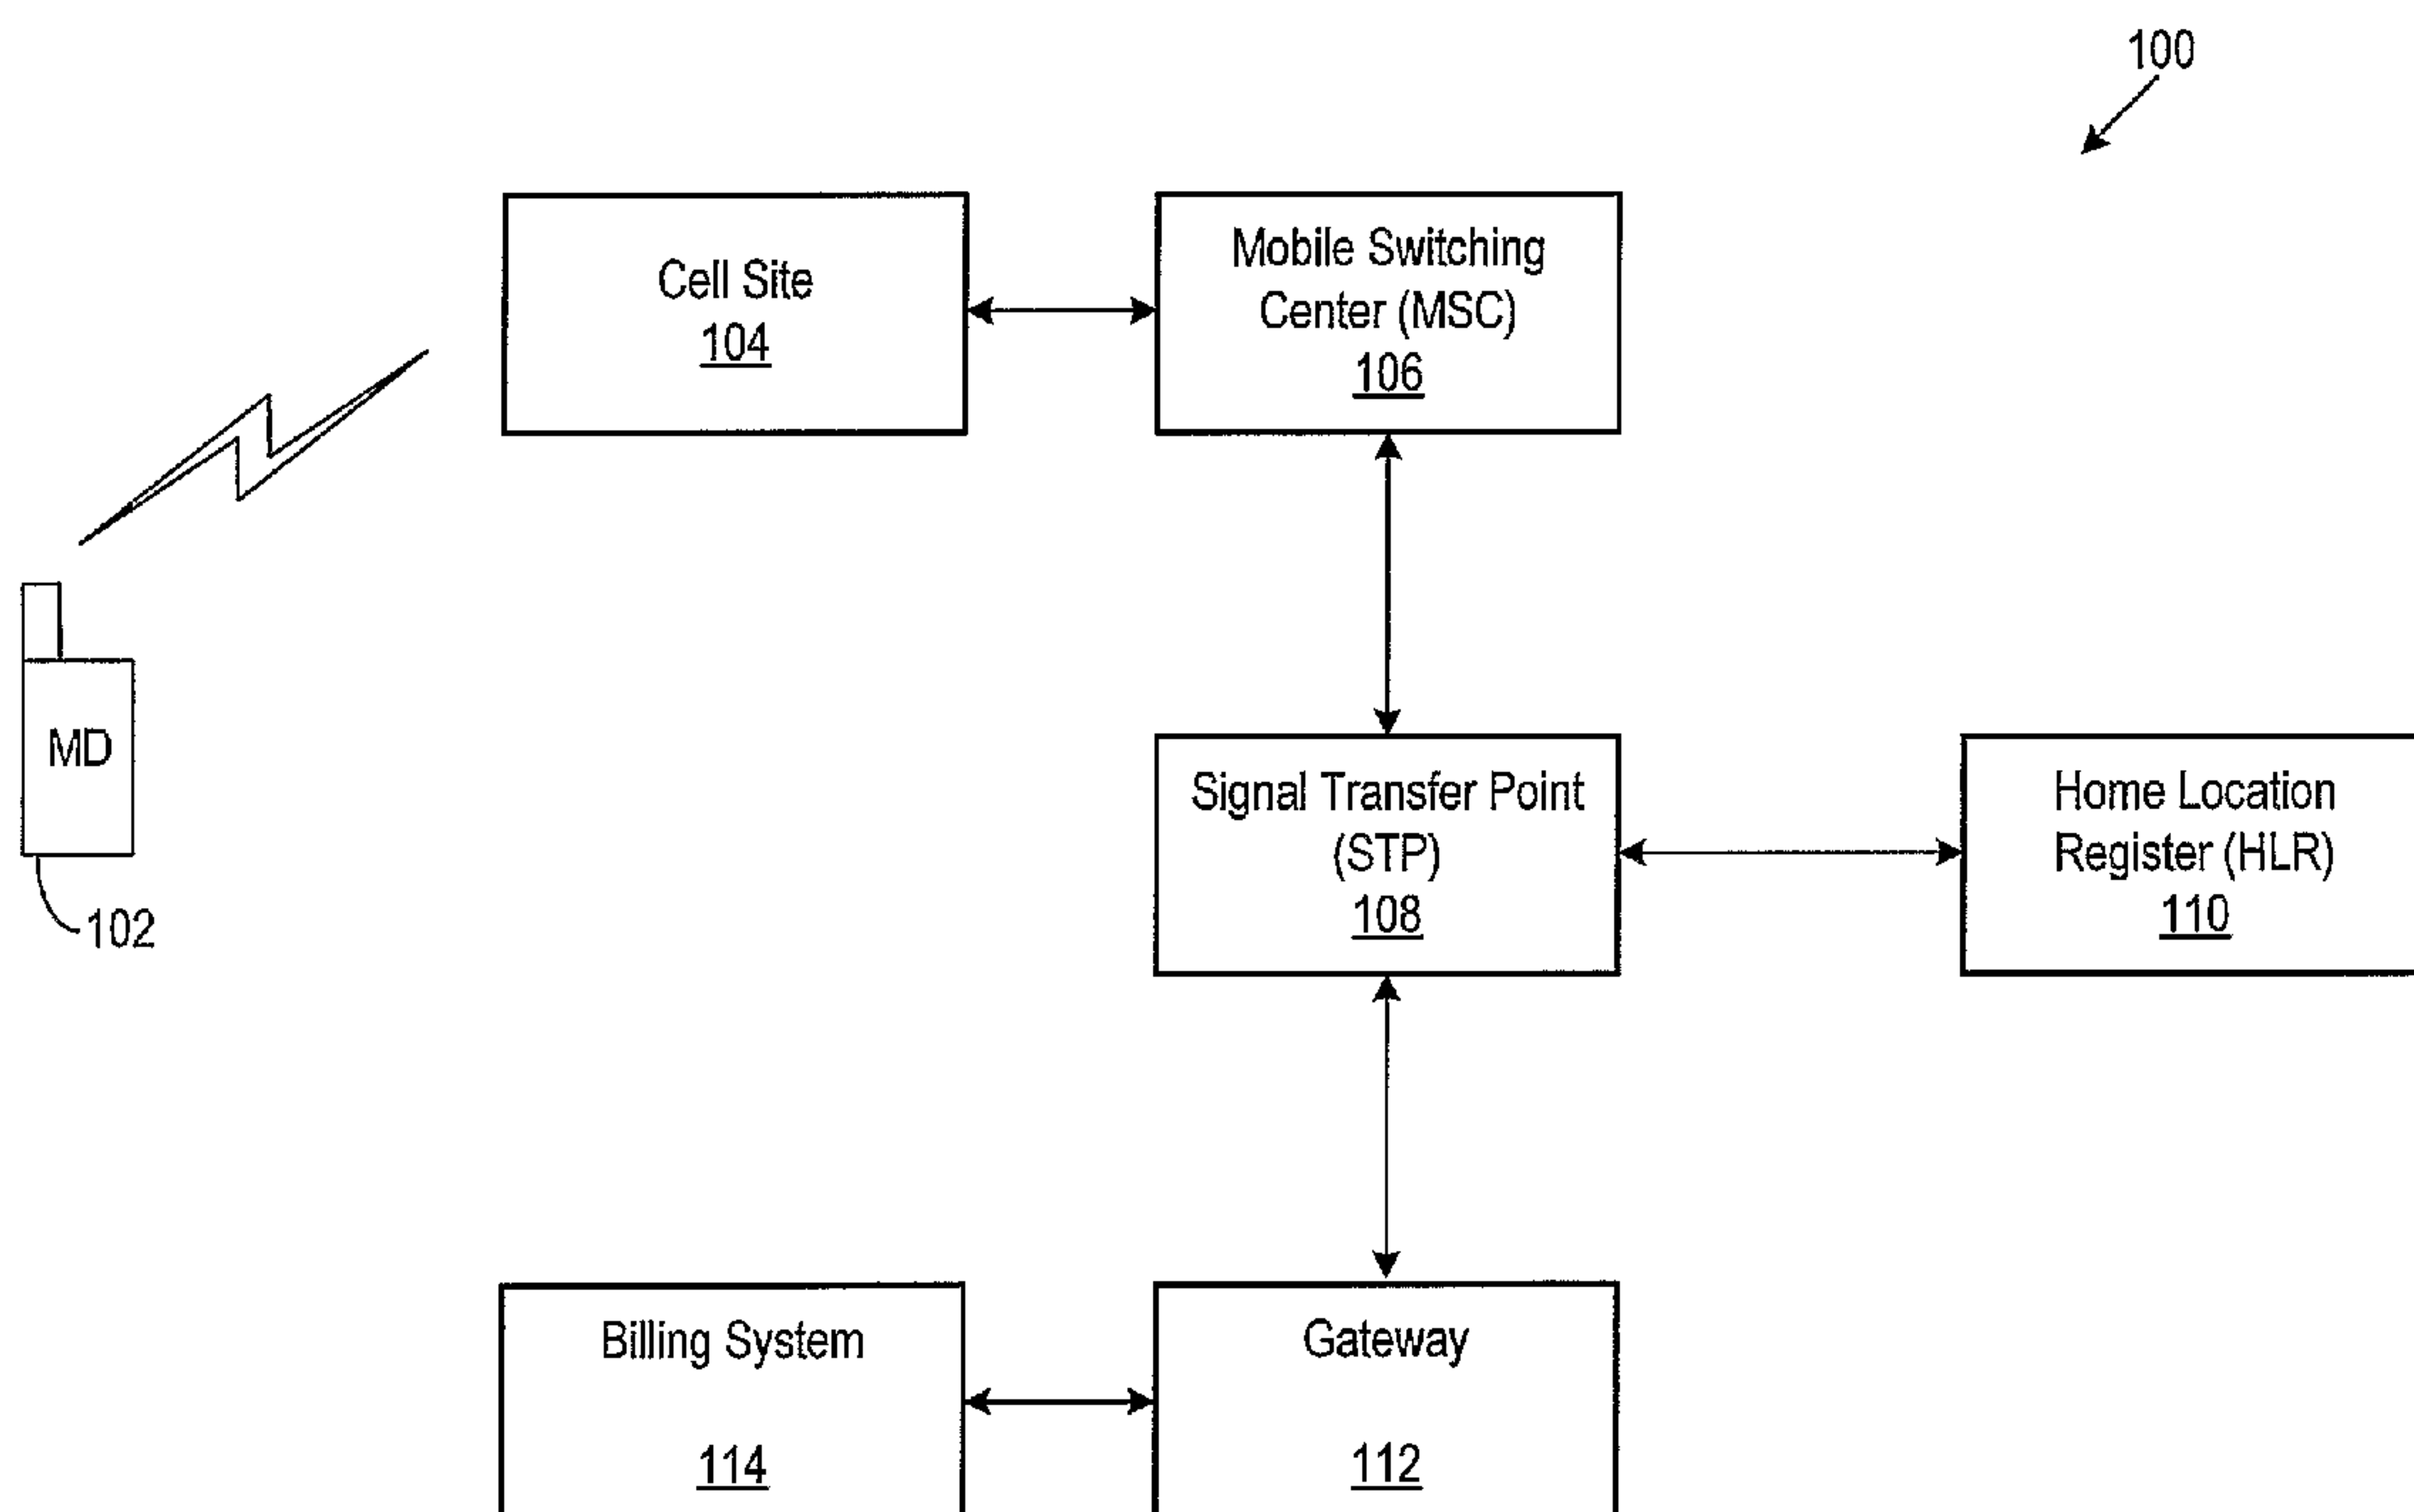 100
Cell Site
104
Mobile Switching
Center (MSC)
106
MD
102
Signal Transfer Point
(STP)
108
Home Location
Register (HLR)
110
Billing System
114
Gateway
112